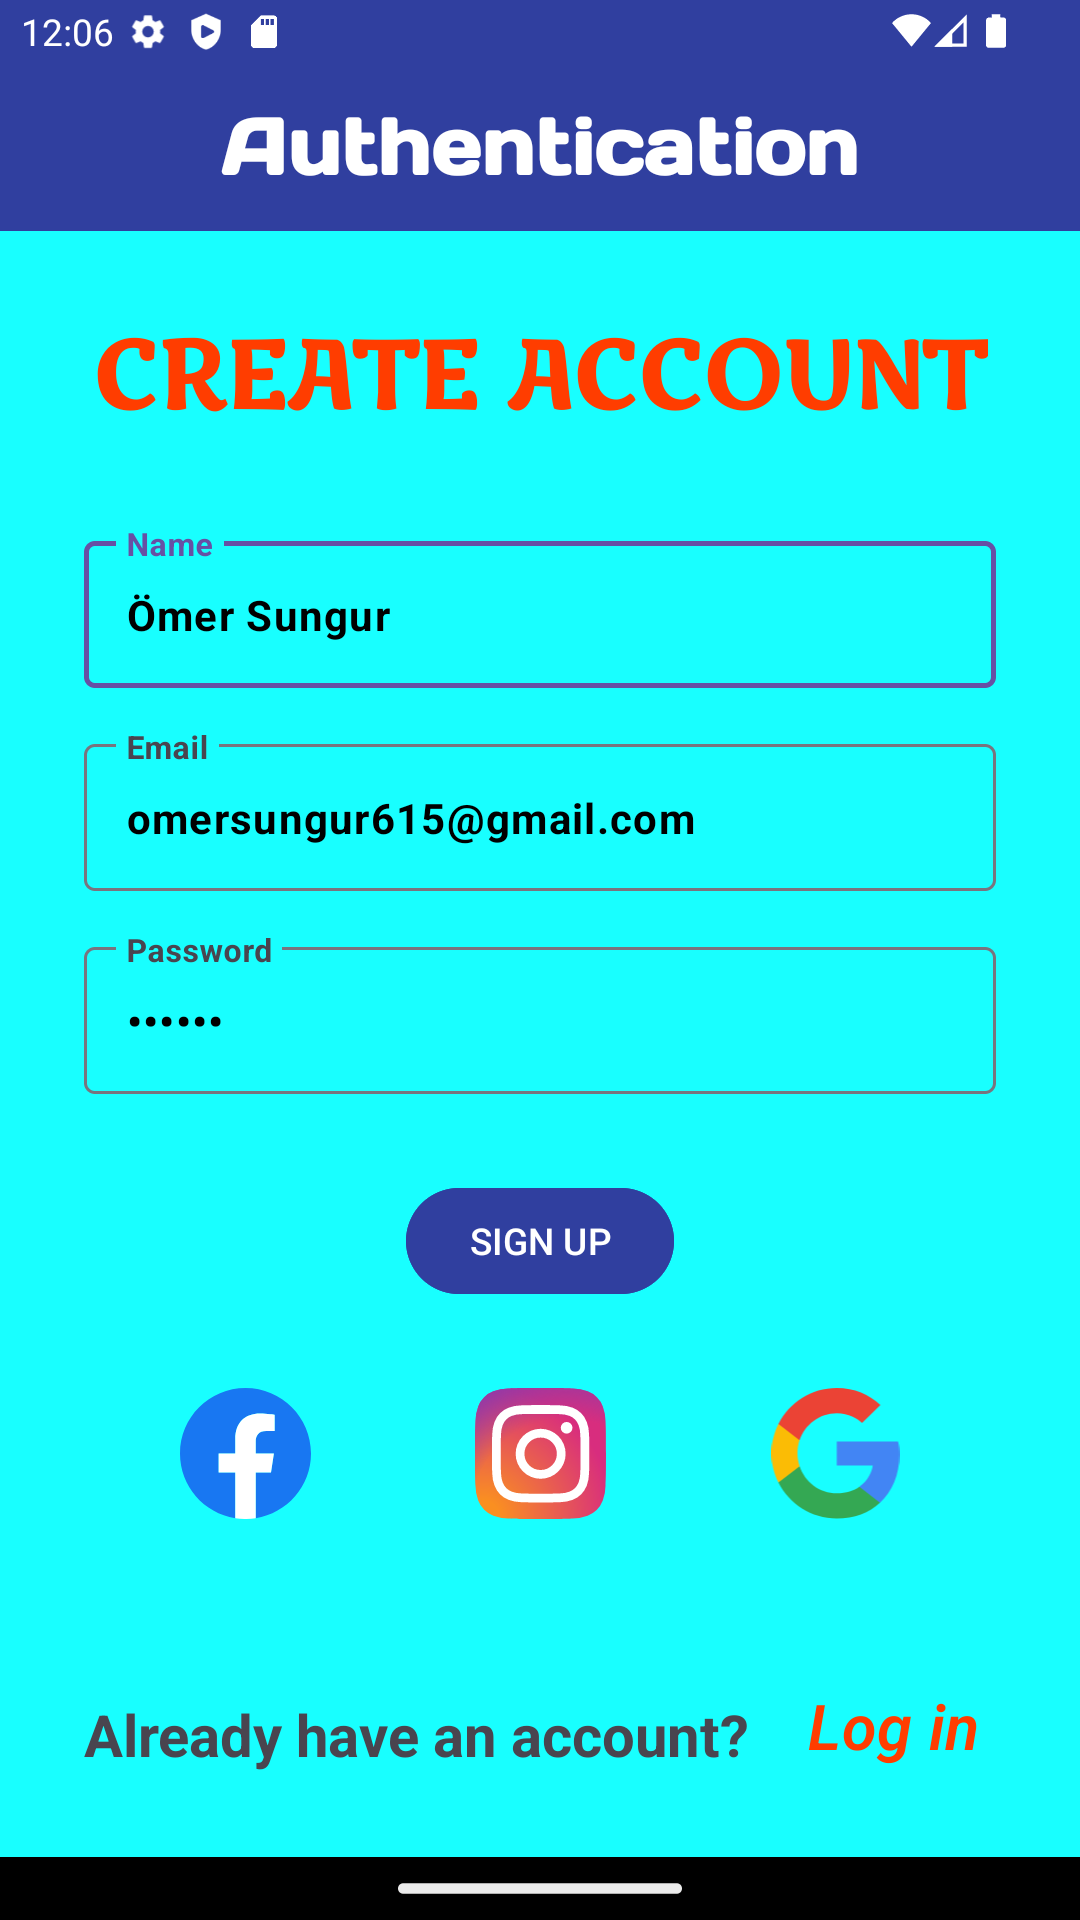 12:06
Authentication
CREATE ACCOUNT
Name
Ömer Sungur
Email
omersungur615@gmail.com
Password
••••••
SIGN UP
Already have an account? Log in